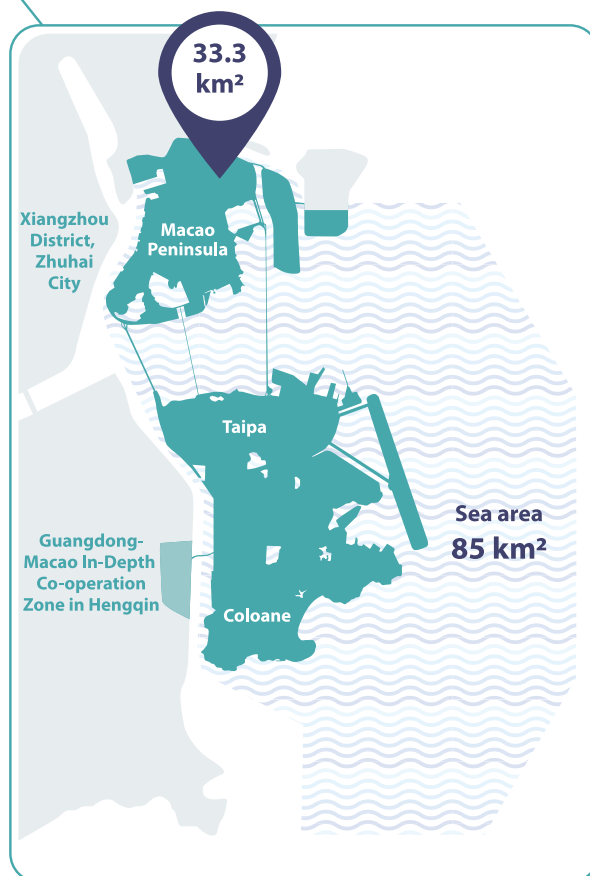 33.3
km²
Xiangzhou
District,
Zhuhai
City
Macao
Peninsula
Taipa
Sea area
85 km²
Guangdong-
Macao In-Depth
Co-operation
Zone in Hengqin
Coloane